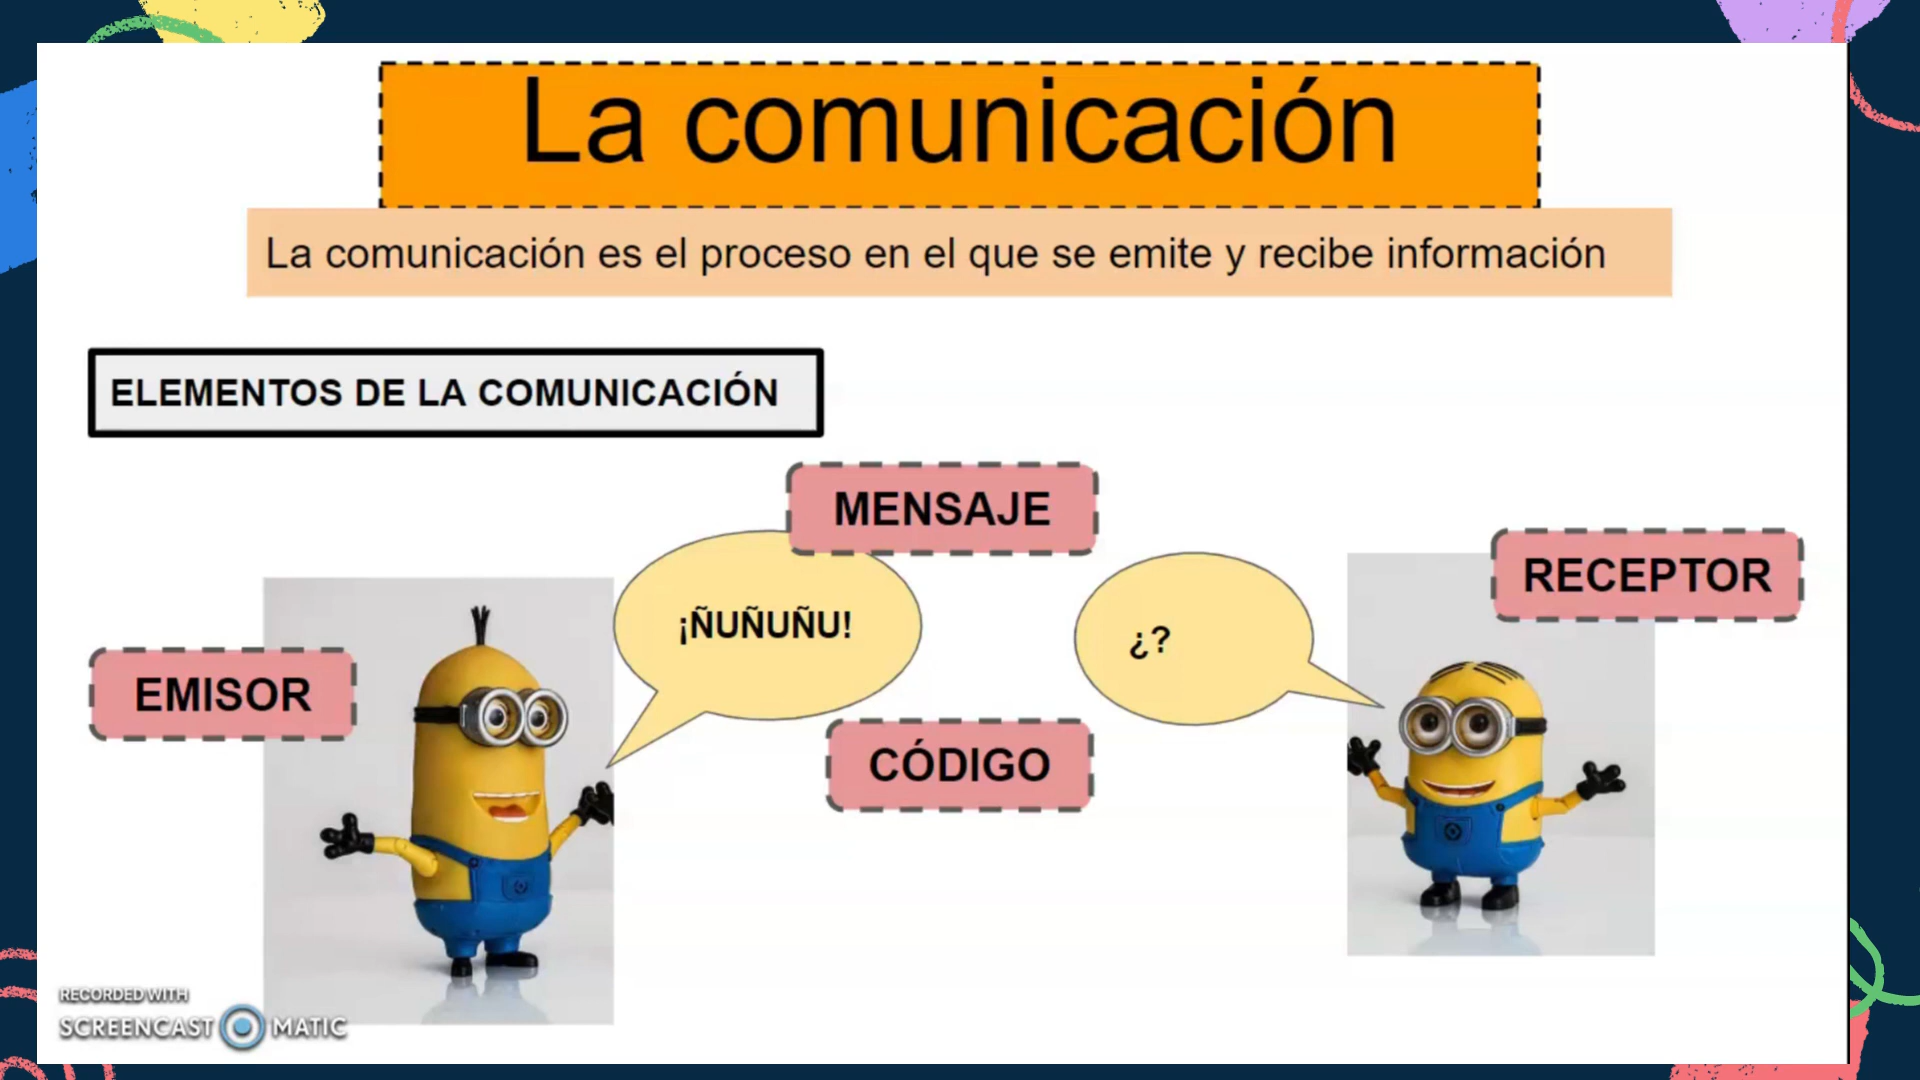 La comunicación
La comunicación es el proceso en el que se emite y recibe información
ELEMENTOS DE LA COMUNICACIÓN
MENSAJE
RECEPTOR
¡ÑUÑUÑU!
¿?
EMISOR
CÓDIGO
RECORDED WITH
SCREENCAST MATIC